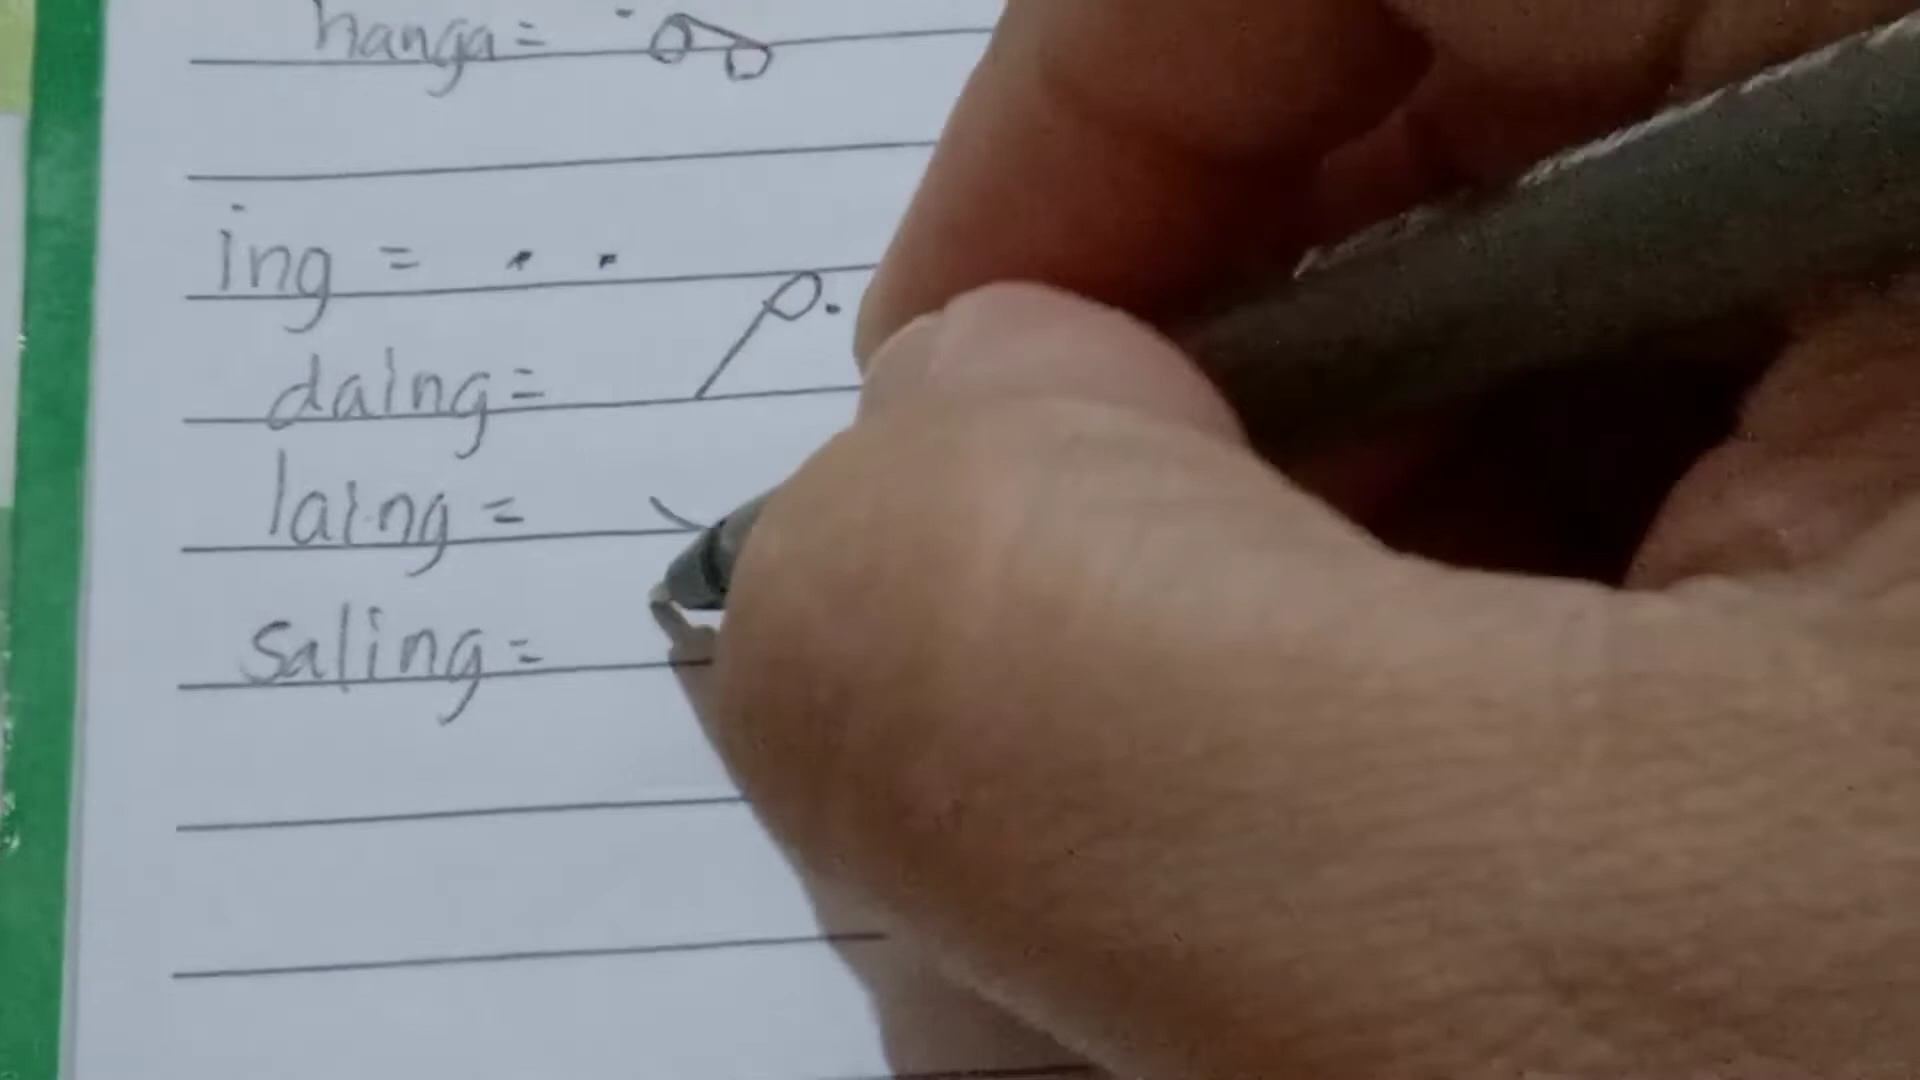 hanga =
ing = . .
daing =
laing =
saling =